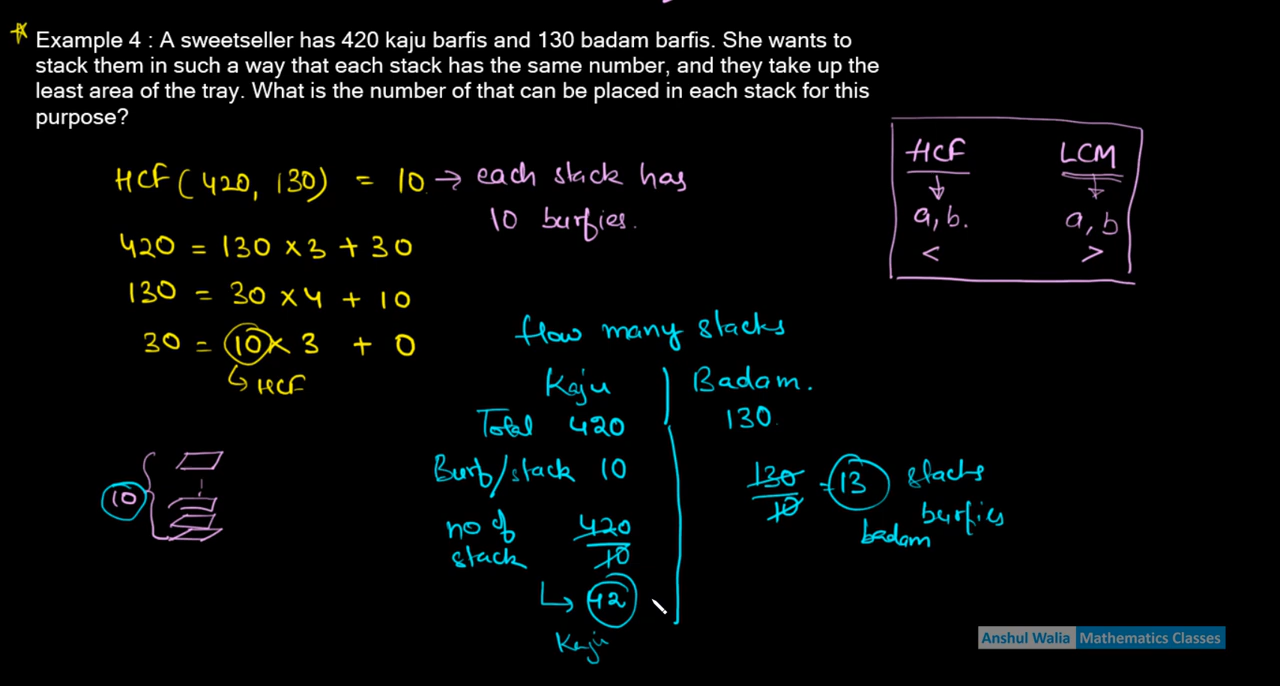 Example 4 : A sweetseller has 420 kaju barfis and 130 badam barfis. She wants to
stack them in such a way that each stack has the same number, and they take up the
least area of the tray. What is the number of that can be placed in each stack for this
purpose?
HCF (420, 130) = 10 → each stack has
10 burfies.
420 = 130 × 3 + 30
130 = 30 × 4 + 10
30 = 10 × 3 + 0
↳ HCF
HCF LCM
↓ ↓
a, b. a, b
< >
How many stacks
Kaju Badam.
Total 420 130
Burb/stack 10
no of stack 420/10
↳ 42
Kaju
130/10 = 13 stacks
burfies
badam
10
Anshul Walia Mathematics Classes